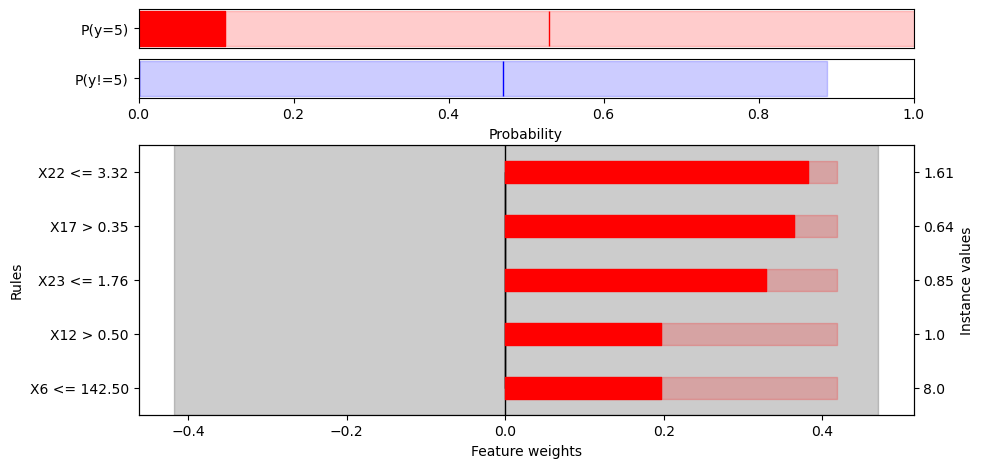 P(y=5)
P(y!=5)
0.0 0.2 0.4 0.6 0.8 1.0
Probability
X22 <= 3.32 1.61
X17 > 0.35 0.64
X23 <= 1.76 0.85
X12 > 0.50 1.0
X6 <= 142.50 8.0
Rules
Instance values
−0.4 −0.2 0.0 0.2 0.4
Feature weights